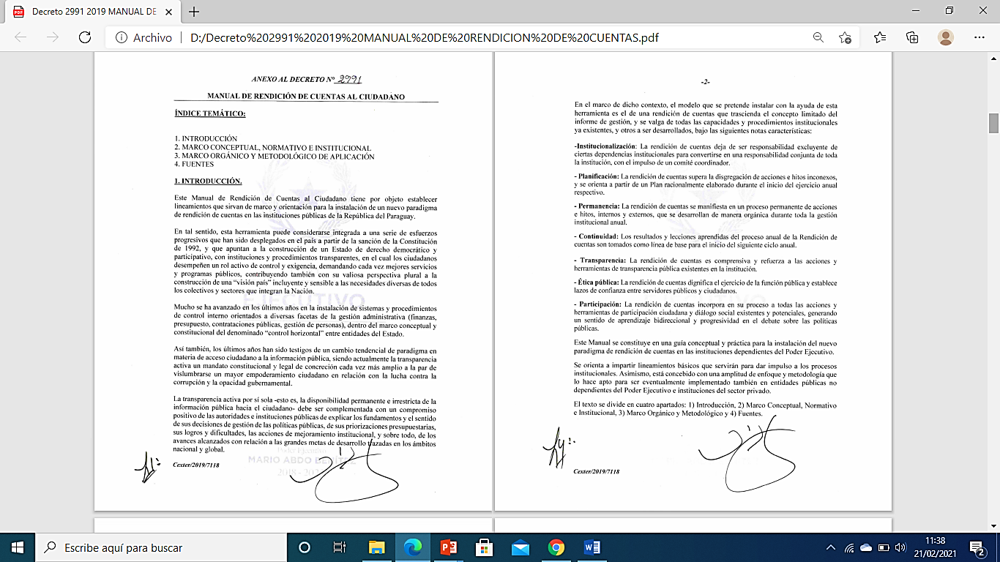 Decreto 2991 2019 MANUAL DE
Archivo
D:/Decreto%202991%202019%20MANUAL%20DE%20RENDICION%20DE%20CUENTAS.pdf
ANEXO AL DECRETO Nº 2991
MANUAL DE RENDICIÓN DE CUENTAS AL CIUDADANO
ÍNDICE TEMÁTICO:
1. INTRODUCCIÓN
2. MARCO CONCEPTUAL, NORMATIVO E INSTITUCIONAL
3. MARCO ORGÁNICO Y METODOLÓGICO DE APLICACIÓN
4. FUENTES
1. INTRODUCCIÓN.
Este Manual de Rendición de Cuentas al Ciudadano tiene por objeto establecer
lineamientos que sirvan de marco y orientación para la instalación de un nuevo paradigma
de rendición de cuentas en las instituciones públicas de la República del Paraguay.
En tal sentido, esta herramienta puede considerarse integrada a una serie de esfuerzos
progresivos que han sido desplegados en el país a partir de la sanción de la Constitución
de 1992, y que apuntan a la construcción de un Estado de derecho democrático y
participativo, con instituciones y procedimientos transparentes, en el cual los ciudadanos
desempeñen un rol activo de control y exigencia, demandando cada vez mejores servicios
y programas públicos, contribuyendo también con su valiosa perspectiva plural a la
construcción de una “visión país” incluyente y sensible a las necesidades diversas de todos
los colectivos y sectores que integran la Nación.
EJECUTIVO
Mucho se ha avanzado en los últimos años en la instalación de sistemas y procedimientos
de control interno orientados a diversas facetas de la gestión administrativa (finanzas,
presupuesto, contrataciones públicas, gestión de personas), dentro del marco conceptual y
constitucional del denominado “control horizontal” entre entidades del Estado.
Así también, los últimos años han sido testigos de un cambio tendencial de paradigma en
materia de acceso ciudadano a la información pública, siendo actualmente la transparencia
activa un mandato constitucional y legal de concreción cada vez más amplio a la par de
vislumbrarse un mayor empoderamiento ciudadano en relación con la lucha contra la
corrupción y la opacidad gubernamental.
La transparencia activa por sí sola -esto es, la disponibilidad permanente e irrestricta de la
información pública hacia el ciudadano- debe ser complementada con un compromiso
positivo de las autoridades e instituciones públicas de explicar los fundamentos y el sentido
de sus decisiones de gestión de las políticas públicas, de sus priorizaciones presupuestarias,
sus logros y dificultades, las acciones de mejoramiento institucional, y sobre todo, de los
avances alcanzados con relación a las grandes metas de desarrollo trazadas en los ámbitos
nacional y global.
Poder Ejecutivo
MARIO ABDO BENÍTEZ
Cexter/2019/7118
-2-
En el marco de dicho contexto, el modelo que se pretende instalar con la ayuda de esta
herramienta es el de una rendición de cuentas que trascienda el concepto limitado del
informe de gestión, y se valga de todas las capacidades y procedimientos institucionales
ya existentes, y otros a ser desarrollados, bajo las siguientes notas características:
-Institucionalización: La rendición de cuentas deja de ser responsabilidad excluyente de
ciertas dependencias institucionales para convertirse en una responsabilidad conjunta de toda
la institución, con el impulso de un comité coordinador.
- Planificación: La rendición de cuentas supera la disgregación de acciones e hitos inconexos,
y se orienta a partir de un Plan racionalmente elaborado durante el inicio del ejercicio anual
respectivo.
- Permanencia: La rendición de cuentas se manifiesta en un proceso permanente de acciones
e hitos, internos y externos, que se desarrollan de manera orgánica durante toda la gestión
institucional anual.
- Continuidad: Los resultados y lecciones aprendidas del proceso anual de la Rendición de
cuentas son tomados como línea de base para el inicio del siguiente ciclo anual.
- Transparencia: La rendición de cuentas es comprensiva y refuerza a las acciones y
herramientas de transparencia pública existentes en la institución.
- Ética pública: La rendición de cuentas dignifica el ejercicio de la función pública y establece
lazos de confianza entre servidores públicos y ciudadanos.
- Participación: La rendición de cuentas incorpora en su proceso a todas las acciones y
herramientas de participación ciudadana y diálogo social existentes y potenciales, generando
un sentido de aprendizaje bidireccional y progresividad en el debate sobre las políticas
públicas.
Este Manual se constituye en una guía conceptual y práctica para la instalación del nuevo
paradigma de rendición de cuentas en las instituciones dependientes del Poder Ejecutivo.
Se orienta a impartir lineamientos básicos que servirán para dar impulso a los procesos
institucionales. Asimismo, está concebido con una amplitud de enfoque y metodología que
lo hace apto para ser eventualmente implementado también en entidades públicas no
dependientes del Poder Ejecutivo e instituciones del sector privado.
El texto se divide en cuatro apartados: 1) Introducción, 2) Marco Conceptual, Normativo
e Institucional, 3) Marco Orgánico y Metodológico y 4) Fuentes.
Cexter/2019/7118
Escribe aquí para buscar
11:38
21/02/2021
2